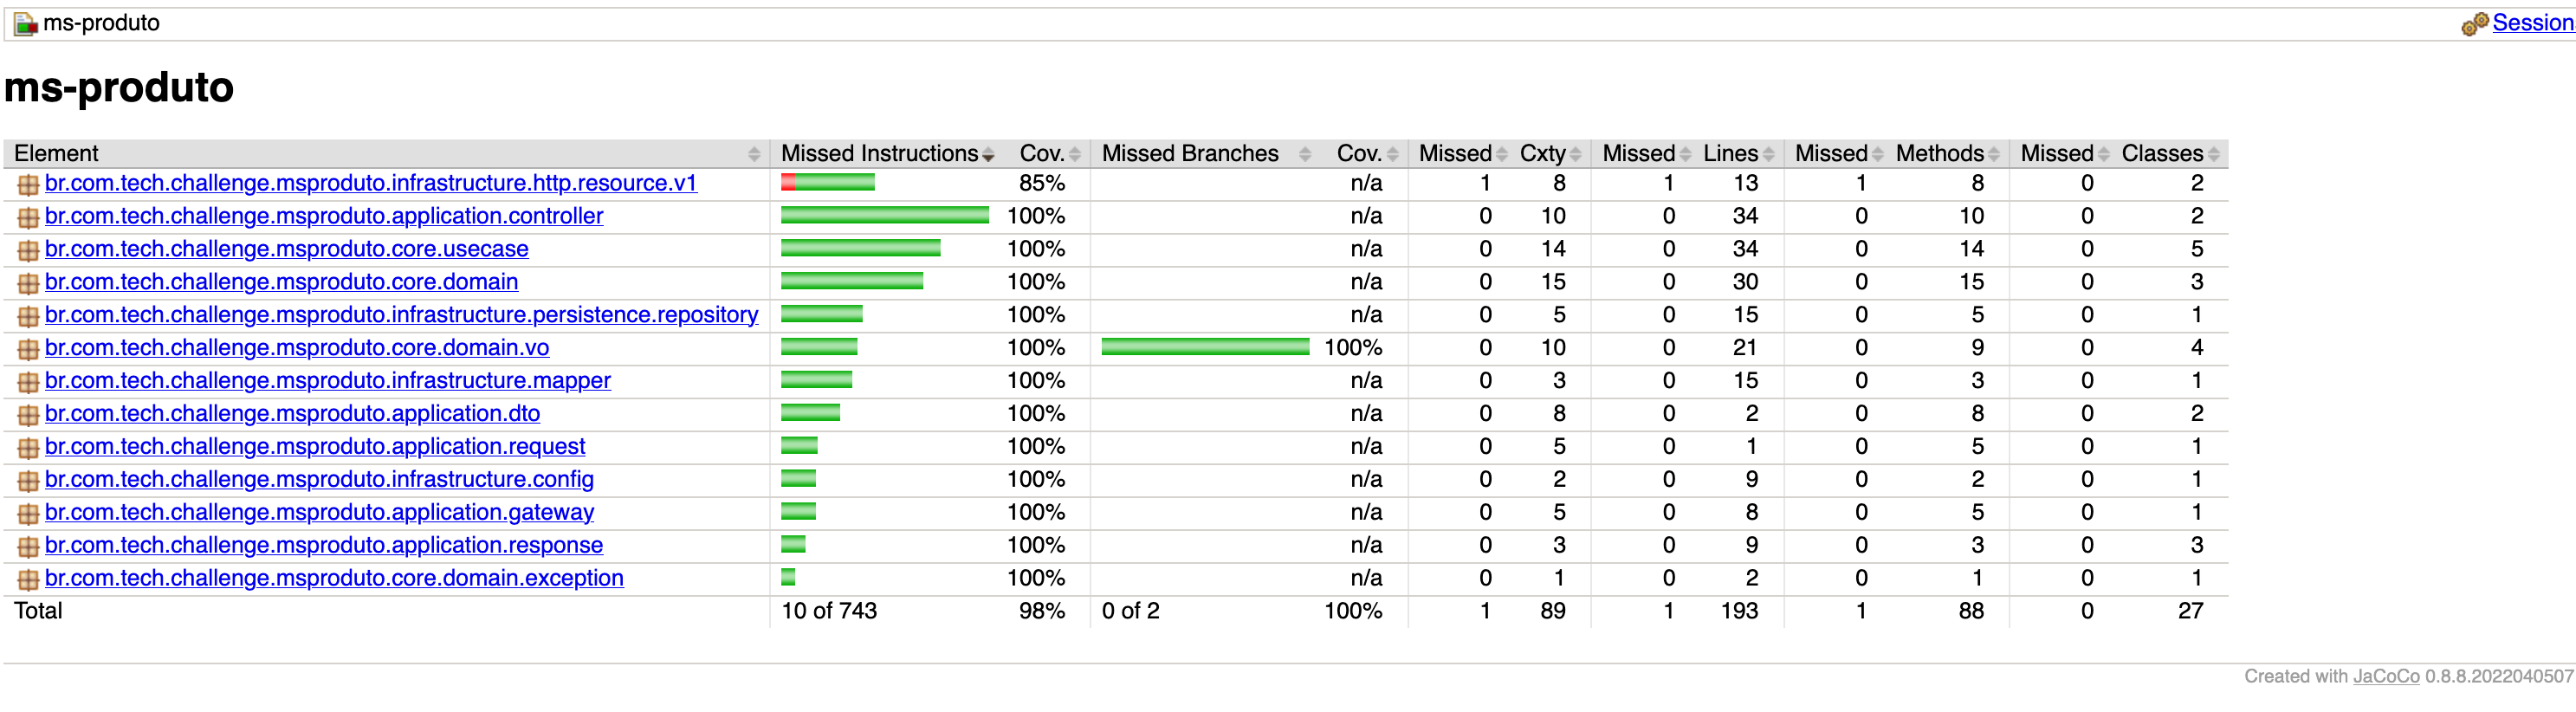 ms-produto Session
ms-produto
Element Missed Instructions Cov. Missed Branches Cov. Missed Cxty Missed Lines Missed Methods Missed Classes
br.com.tech.challenge.msproduto.infrastructure.http.resource.v1 85% n/a 1 8 1 13 1 8 0 2
br.com.tech.challenge.msproduto.application.controller 100% n/a 0 10 0 34 0 10 0 2
br.com.tech.challenge.msproduto.core.usecase 100% n/a 0 14 0 34 0 14 0 5
br.com.tech.challenge.msproduto.core.domain 100% n/a 0 15 0 30 0 15 0 3
br.com.tech.challenge.msproduto.infrastructure.persistence.repository 100% n/a 0 5 0 15 0 5 0 1
br.com.tech.challenge.msproduto.core.domain.vo 100% 100% 0 10 0 21 0 9 0 4
br.com.tech.challenge.msproduto.infrastructure.mapper 100% n/a 0 3 0 15 0 3 0 1
br.com.tech.challenge.msproduto.application.dto 100% n/a 0 8 0 2 0 8 0 2
br.com.tech.challenge.msproduto.application.request 100% n/a 0 5 0 1 0 5 0 1
br.com.tech.challenge.msproduto.infrastructure.config 100% n/a 0 2 0 9 0 2 0 1
br.com.tech.challenge.msproduto.application.gateway 100% n/a 0 5 0 8 0 5 0 1
br.com.tech.challenge.msproduto.application.response 100% n/a 0 3 0 9 0 3 0 3
br.com.tech.challenge.msproduto.core.domain.exception 100% n/a 0 1 0 2 0 1 0 1
Total 10 of 743 98% 0 of 2 100% 1 89 1 193 1 88 0 27
Created with JaCoCo 0.8.8.2022040507